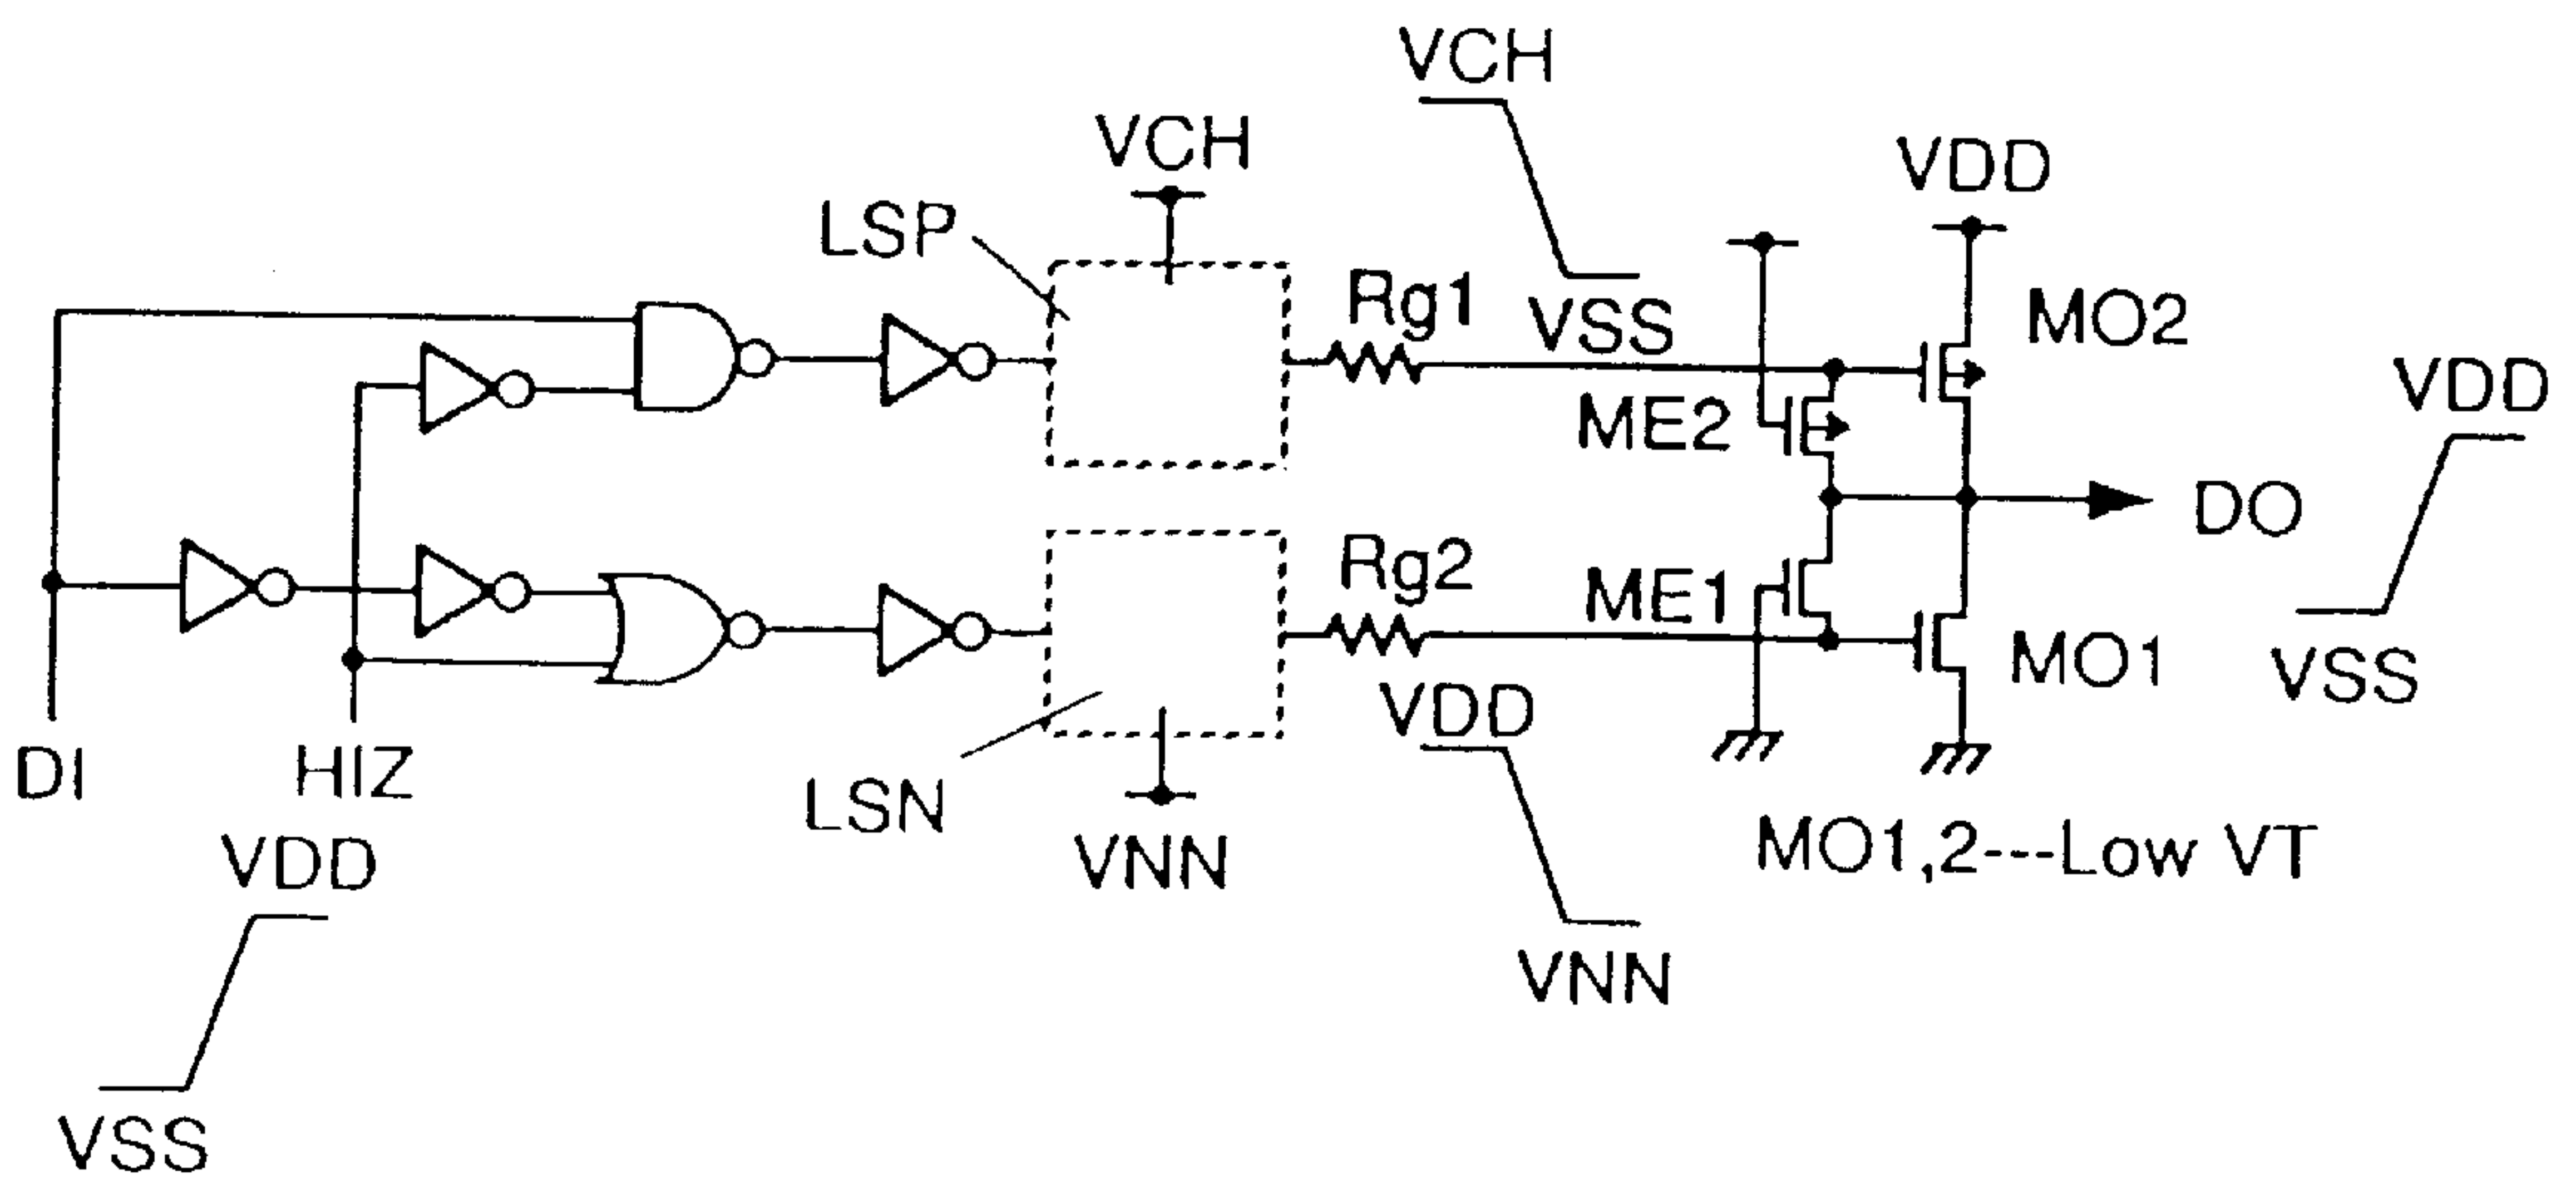 VCH
VCH
VDD
LSP
Rg1
VSS
MO2
ME2
VDD
DO
Rg2
ME1
MO1
VSS
VDD
DI
HIZ
LSN
VDD
VNN
MO1,2---Low VT
VNN
VSS